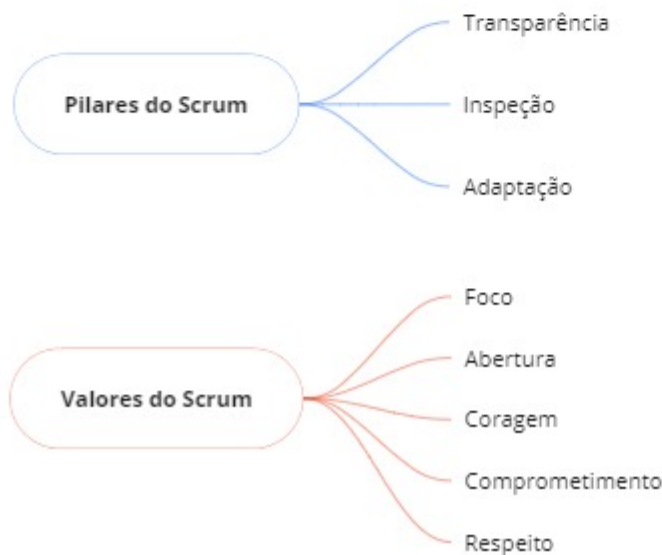 Pilares do Scrum
Transparência
Inspeção
Adaptação
Valores do Scrum
Foco
Abertura
Coragem
Comprometimento
Respeito